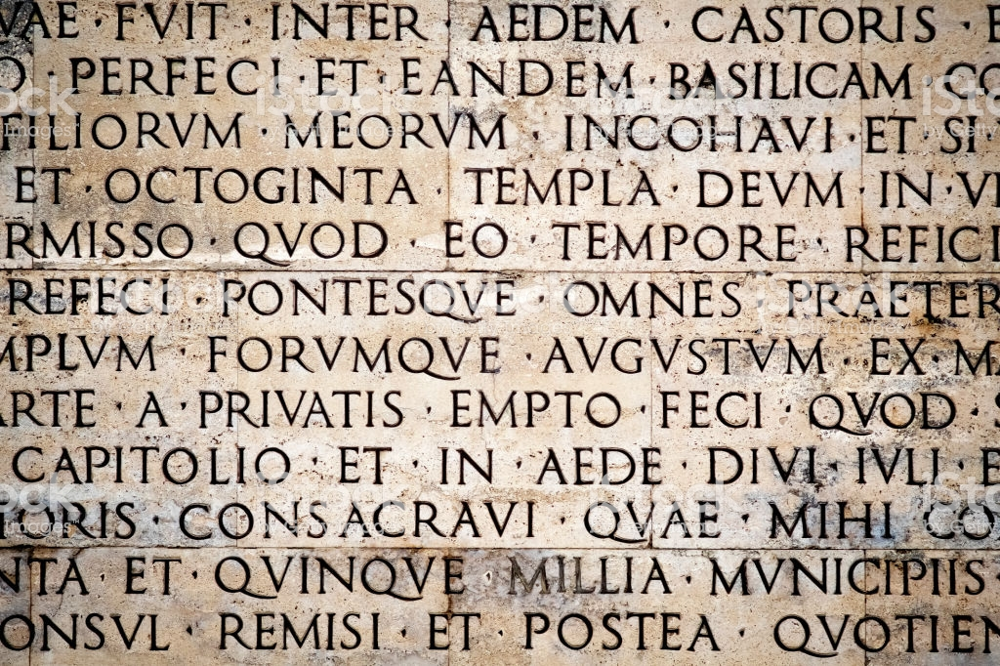 VAE · FVIT · INTER · AEDEM · CASTORIS · E
O · PERFECI · ET · EANDEM · BASILICAM CO
FILIORVM MEORVM · INCOHAVI · ET · SI
ET · OCTOGINTA · TEMPLA · DEVM · IN · VR
RMISSO · QVOD · EO · TEMPORE · REFICI
REFECI · PONTESQVE · OMNES · PRAETER
MPLVM · FORVMQVE · AVGVSTVM · EX · MA
ARTE · A · PRIVATIS · EMPTO · FECI · QVOD · S
CAPITOLIO · ET · IN · AEDE · DIVI · IVLI · E
ORIS · CONSACRAVI · QVAE · MIHI · CO
NTA · ET · QVINQVE · MILLIA · MVNICIPIIS ·
ONSVL · REMISI · ET · POSTEA · QVOTIEN